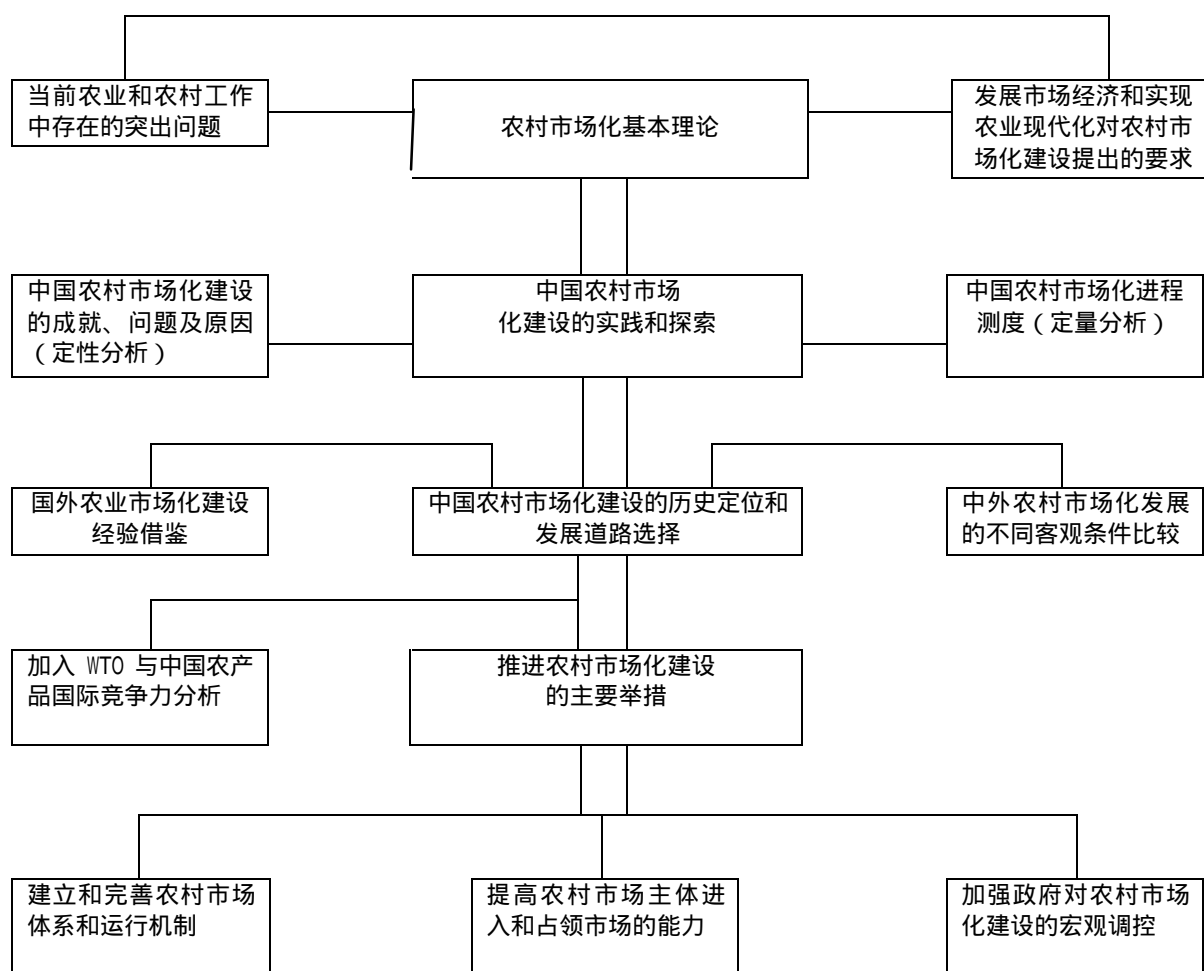 当前农业和农村工作
中存在的突出问题
农村市场化基本理论
发展市场经济和实现
农业现代化对农村市
场化建设提出的要求
中国农村市场化建设
的成就、问题及原因
（定性分析）
中国农村市场
化建设的实践和探索
中国农村市场化进程
测度（定量分析）
国外农业市场化建设
经验借鉴
中国农村市场化建设的历史定位和
发展道路选择
中外农村市场化发展
的不同客观条件比较
加入 WTO 与中国农产
品国际竞争力分析
推进农村市场化建设
的主要举措
建立和完善农村市场
体系和运行机制
提高农村市场主体进
入和占领市场的能力
加强政府对农村市场
化建设的宏观调控